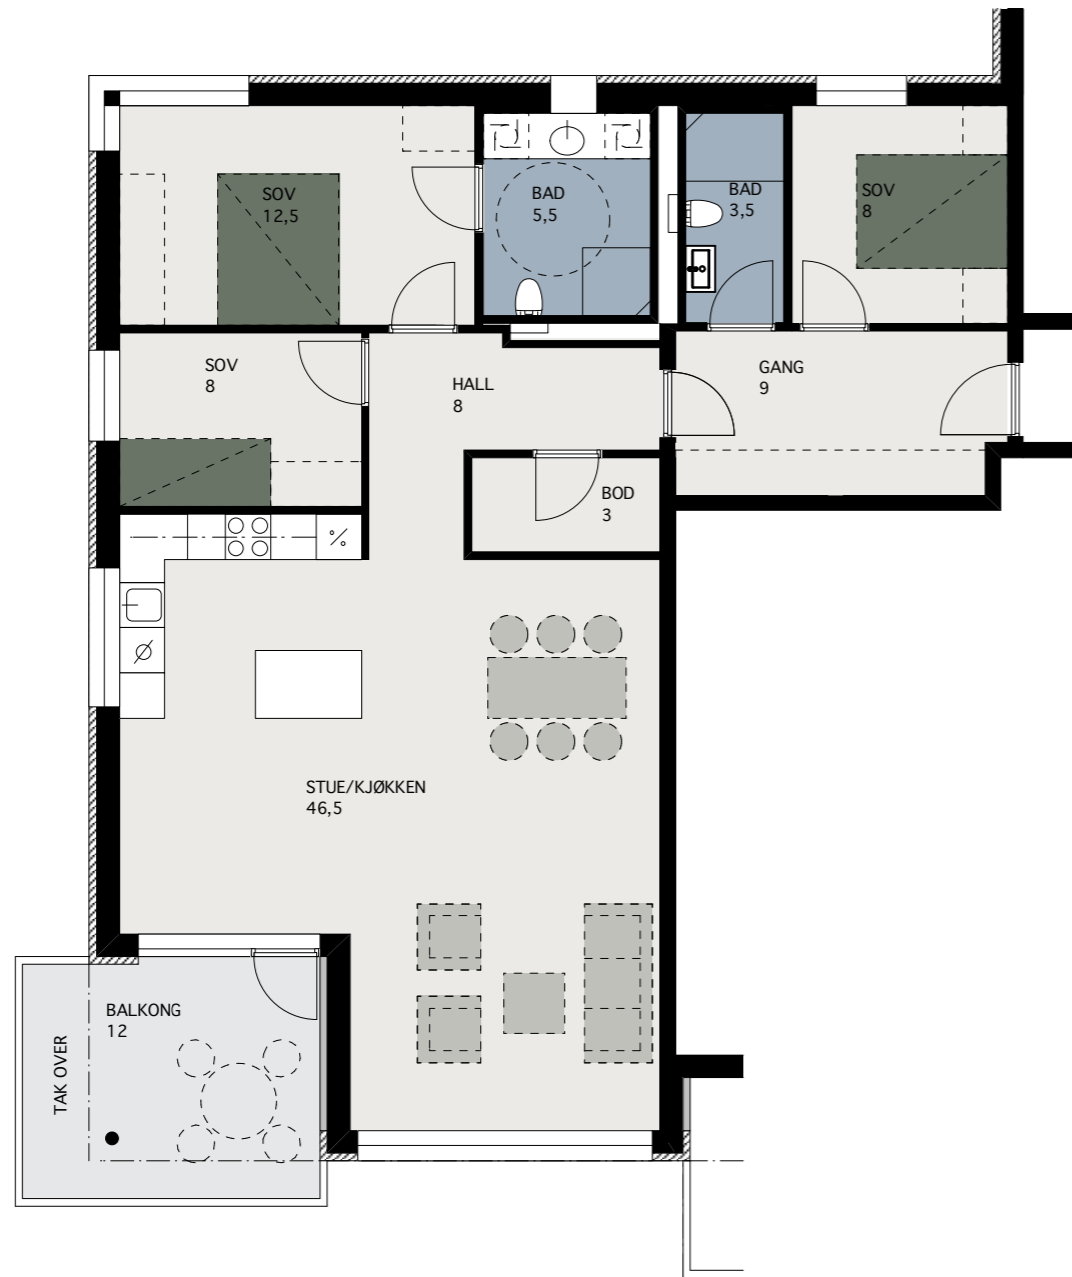 SOV
12,5
BAD
5,5
BAD
3,5
SOV
8
SOV
8
HALL
8
GANG
9
BOD
3
STUE/KJØKKEN
46,5
BALKONG
12
TAK OVER